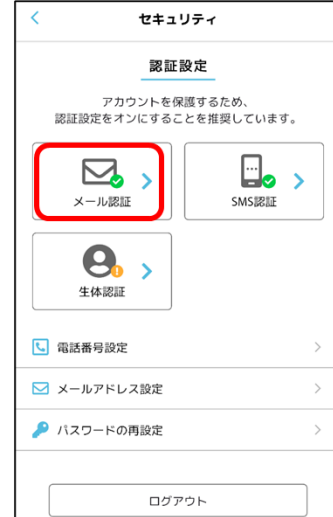 セキュリティ
認証設定
アカウントを保護するため、
認証設定をオンにすることを推奨しています。
メール認証
SMS認証
生体認証
電話番号設定
メールアドレス設定
パスワードの再設定
ログアウト